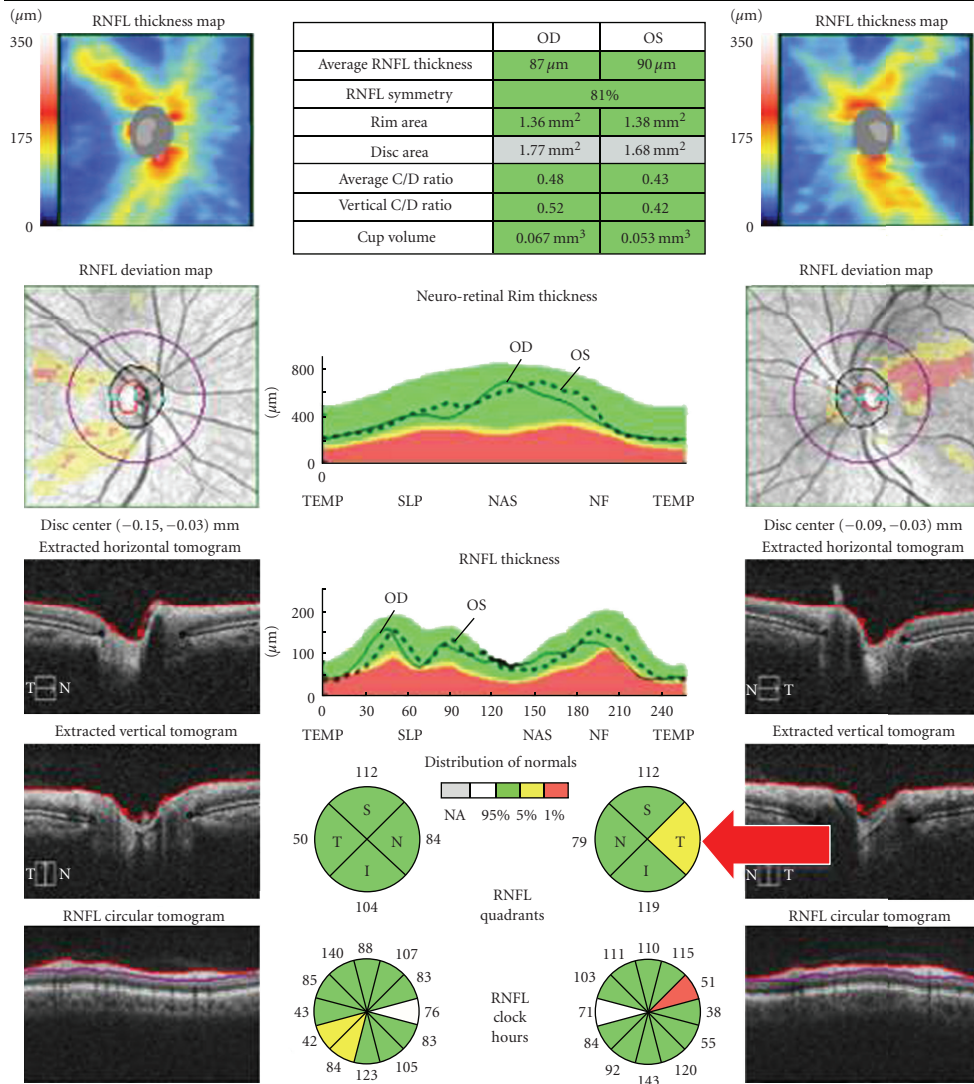 (µm)
RNFL thickness map
350
175
0
OD OS
Average RNFL thickness 87 µm 90 µm
RNFL symmetry 81%
Rim area 1.36 mm² 1.38 mm²
Disc area 1.77 mm² 1.68 mm²
Average C/D ratio 0.48 0.43
Vertical C/D ratio 0.52 0.42
Cup volume 0.067 mm³ 0.053 mm³
(µm)
RNFL thickness map
350
175
0
RNFL deviation map
Disc center (−0.15, −0.03) mm
Neuro-retinal Rim thickness
OD
OS
(µm)
800
400
0
0
TEMP SLP NAS NF TEMP
RNFL deviation map
Disc center (−0.09, −0.03) mm
Extracted horizontal tomogram
T N
RNFL thickness
OD
OS
(µm)
200
100
0
0 30 60 90 120 150 180 210 240
TEMP SLP NAS NF TEMP
Extracted horizontal tomogram
N T
Extracted vertical tomogram
T N
Distribution of normals
NA 95% 5% 1%
112
S
50 T N 84
I
104
112
S
79 N T
I
119
RNFL
quadrants
Extracted vertical tomogram
N T
RNFL circular tomogram
88
140 107
85 83
43 76
42 83
84 105
123
RNFL
clock
hours
110
111 115
103 51
71 38
84 55
92 120
143
RNFL circular tomogram